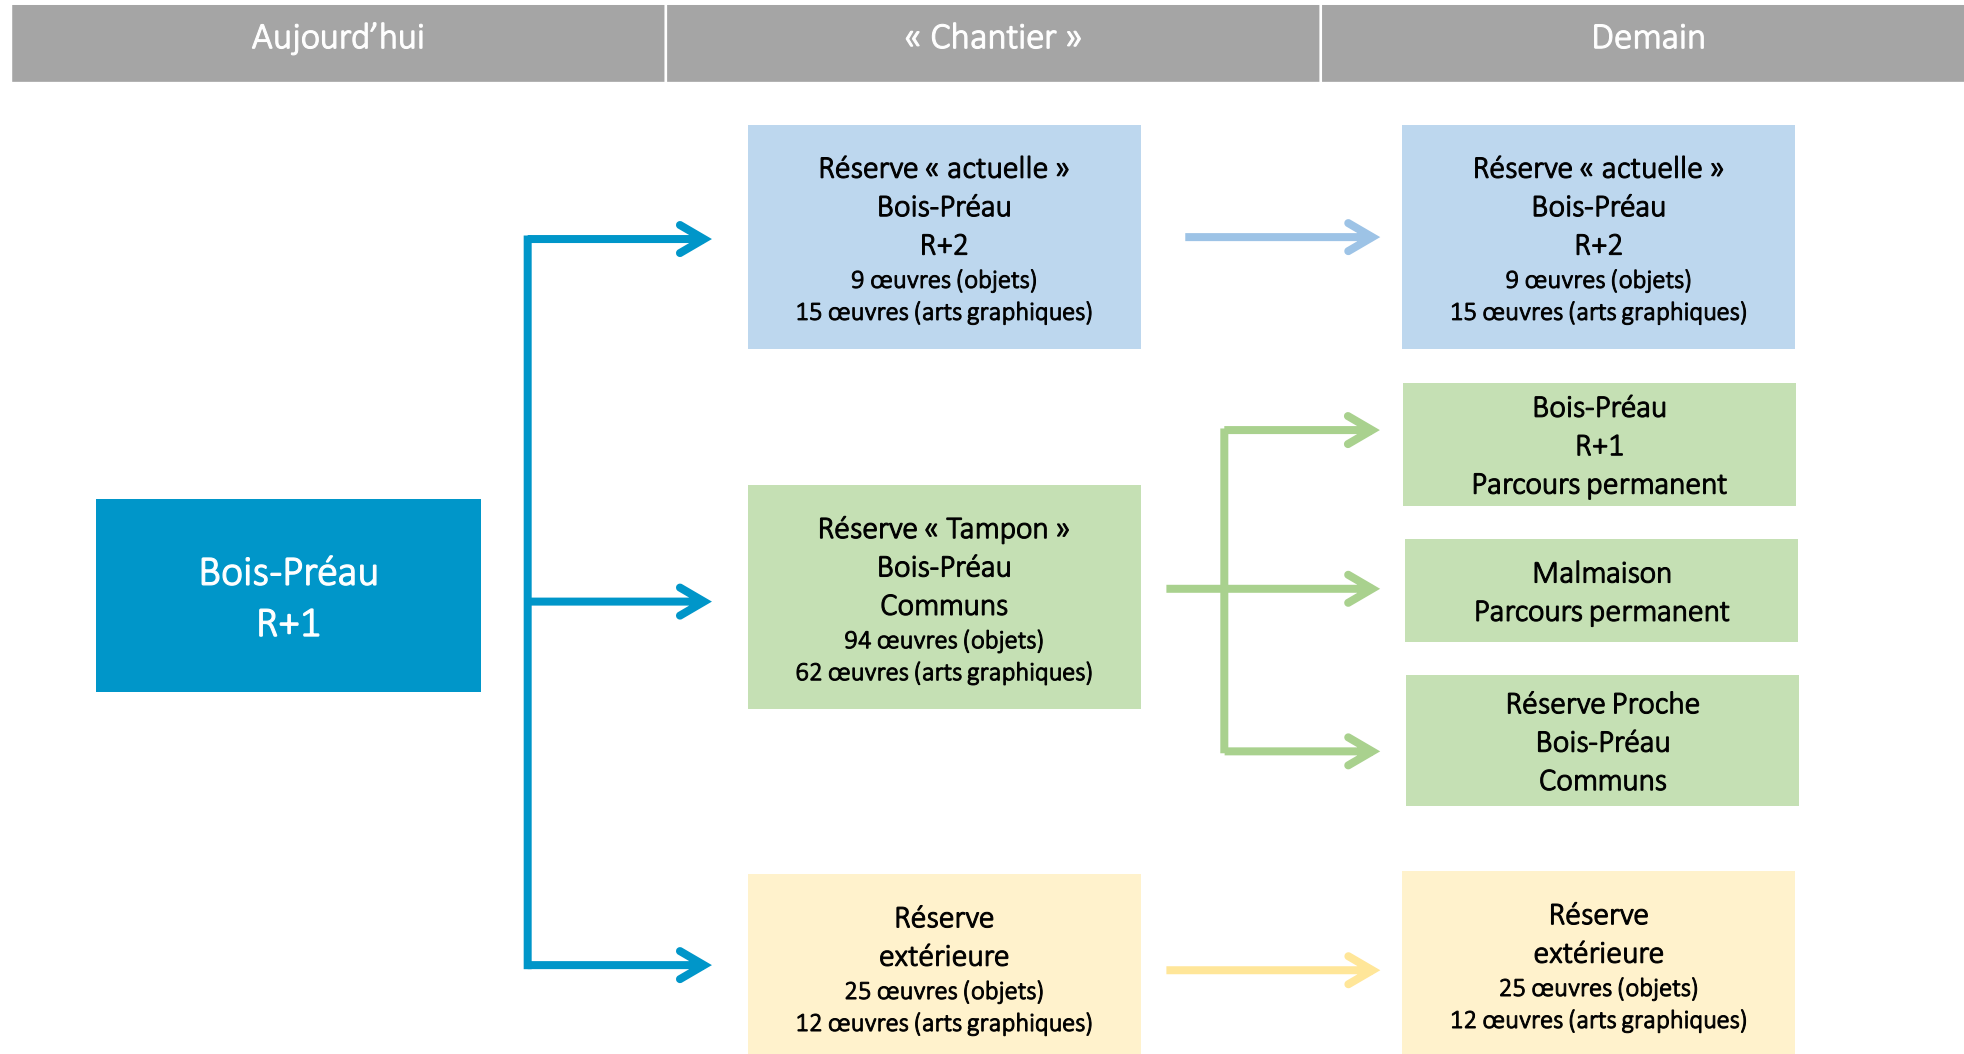 Aujourd’hui
« Chantier »
Demain
Bois-Préau
R+1
Réserve « actuelle »
Bois-Préau
R+2
9 œuvres (objets)
15 œuvres (arts graphiques)
Réserve « Tampon »
Bois-Préau
Communs
94 œuvres (objets)
62 œuvres (arts graphiques)
Réserve
extérieure
25 œuvres (objets)
12 œuvres (arts graphiques)
Réserve « actuelle »
Bois-Préau
R+2
9 œuvres (objets)
15 œuvres (arts graphiques)
Bois-Préau
R+1
Parcours permanent
Malmaison
Parcours permanent
Réserve Proche
Bois-Préau
Communs
Réserve
extérieure
25 œuvres (objets)
12 œuvres (arts graphiques)